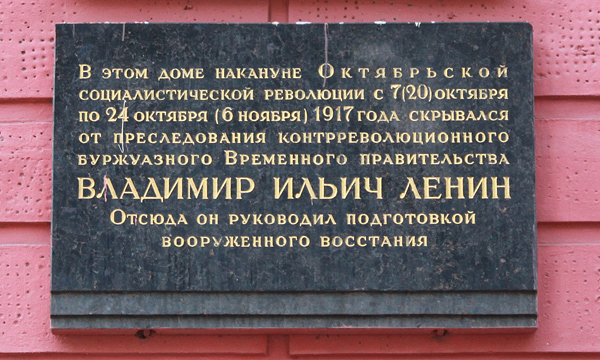 В этом доме накануне Октябрьской
социалистической революции с 7(20) октября
по 24 октября (6 ноября) 1917 года скрывался
от преследования контрреволюционного
буржуазного Временного правительства
ВЛАДИМИР ИЛЬИЧ ЛЕНИН
Отсюда он руководил подготовкой
вооруженного восстания